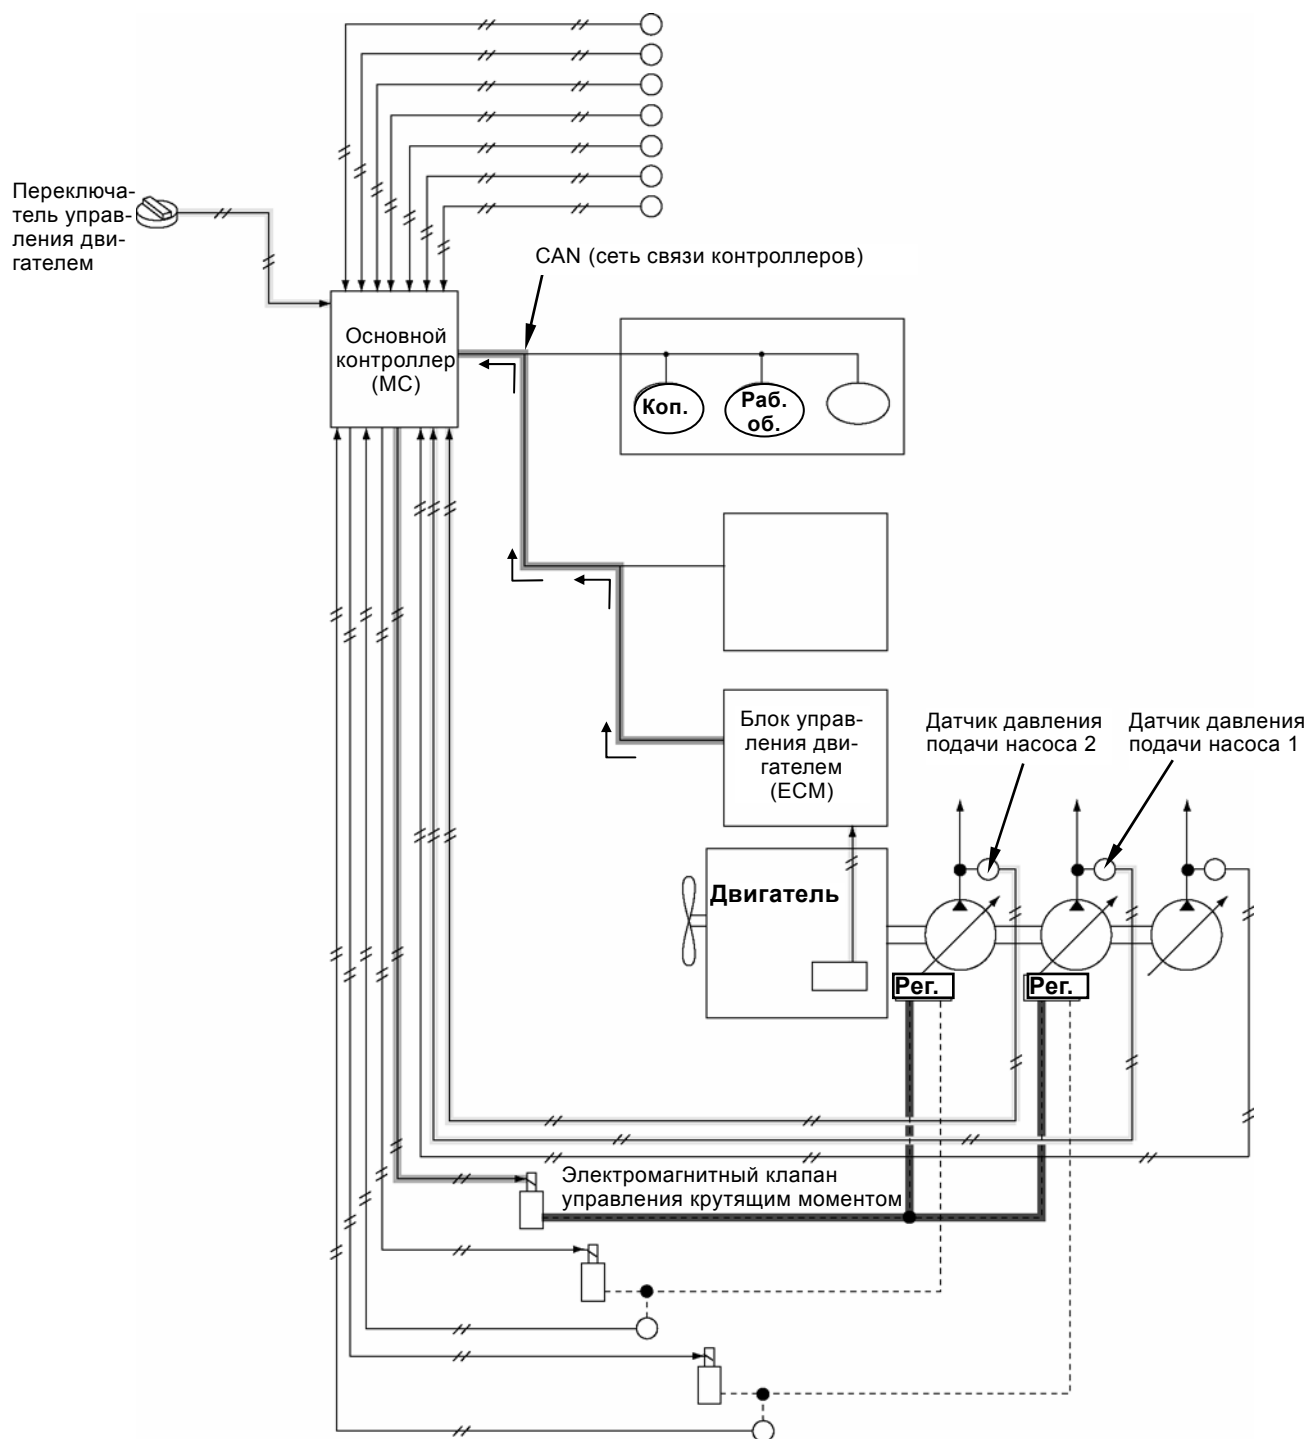 Переключа-
тель управ-
ления дви-
гателем
CAN (сеть связи контроллеров)
Основной
контроллер
(МС)
Коп.
Раб.
об.
Блок управ-
ления дви-
гателем
(ECM)
Датчик давления
подачи насоса 2
Датчик давления
подачи насоса 1
Двигатель
Рег.
Рег.
Электромагнитный клапан
управления крутящим моментом